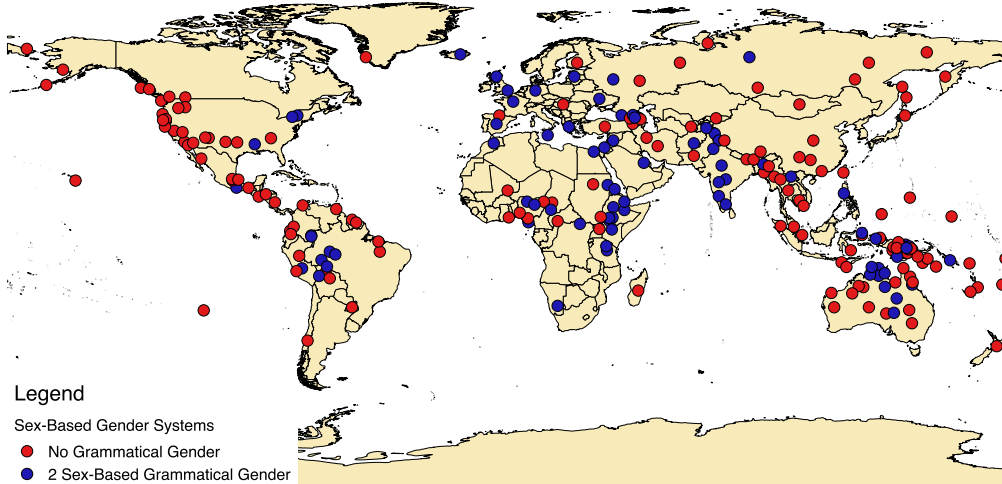 Legend
Sex-Based Gender Systems
No Grammatical Gender
2 Sex-Based Grammatical Gender